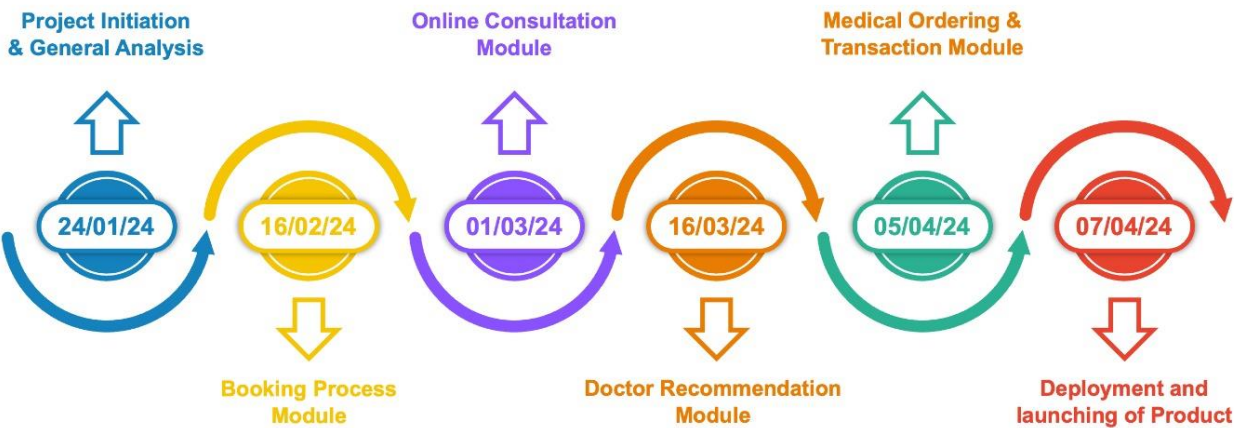 Project Initiation
& General Analysis
Online Consultation
Module
Medical Ordering &
Transaction Module
24/01/24
16/02/24
01/03/24
16/03/24
05/04/24
07/04/24
Booking Process
Module
Doctor Recommendation
Module
Deployment and
launching of Product